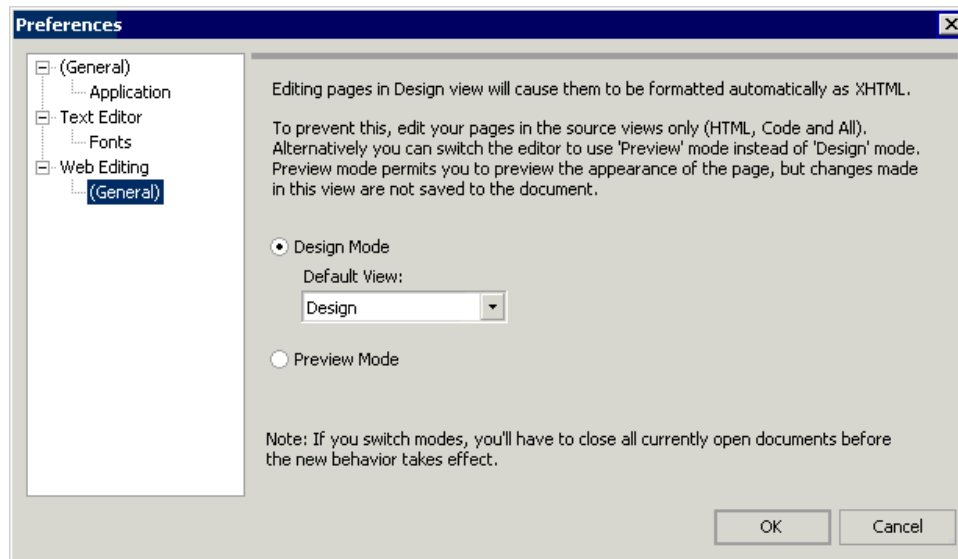 Preferences
(General)
Application
Text Editor
Fonts
Web Editing
(General)
Editing pages in Design view will cause them to be formatted automatically as XHTML.
To prevent this, edit your pages in the source views only (HTML, Code and All).
Alternatively you can switch the editor to use 'Preview' mode instead of 'Design' mode.
Preview mode permits you to preview the appearance of the page, but changes made
in this view are not saved to the document.
Design Mode
Default View:
Design
Preview Mode
Note: If you switch modes, you'll have to close all currently open documents before
the new behavior takes effect.
OK
Cancel